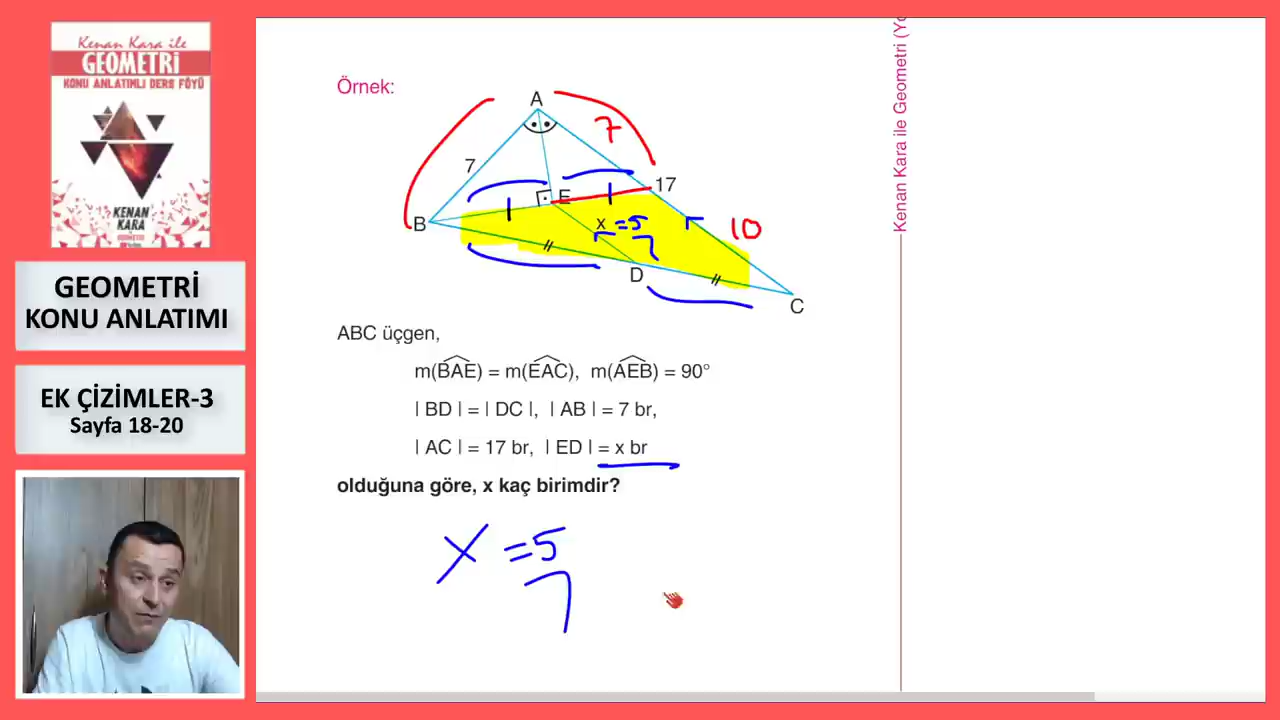 Kenan Kara ile
GEOMETRİ
KONU ANLATIMLI DERS FÖYÜ
KENAN
KARA
GEOMETRİ
KONU ANLATIMI
EK ÇİZİMLER-3
Sayfa 18-20
Örnek:
A
7
7
E
17
B
x =5
10
D
C
ABC üçgen,
m(BAE) = m(EAC), m(AEB) = 90°
| BD | = | DC |, | AB | = 7 br,
| AC | = 17 br, | ED | = x br
olduğuna göre, x kaç birimdir?
x =5
Kenan Kara ile Geometri